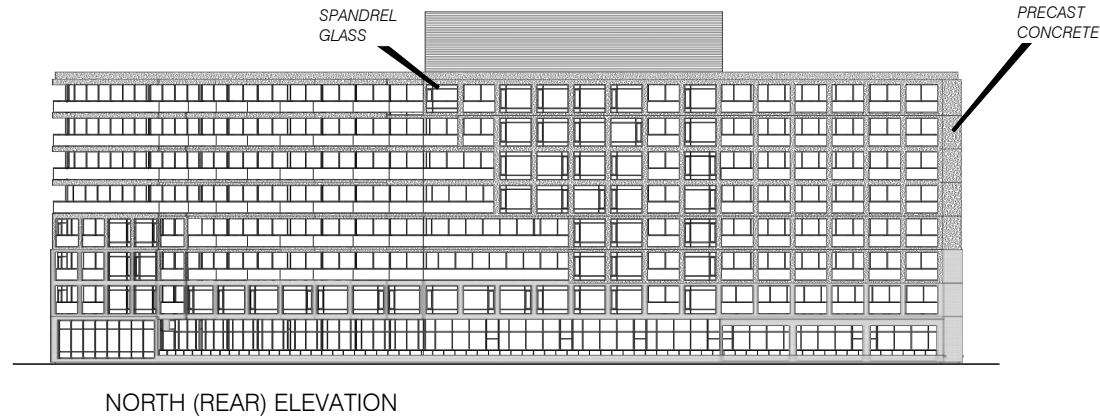 SPANDREL
GLASS
PRECAST
CONCRETE
NORTH (REAR) ELEVATION